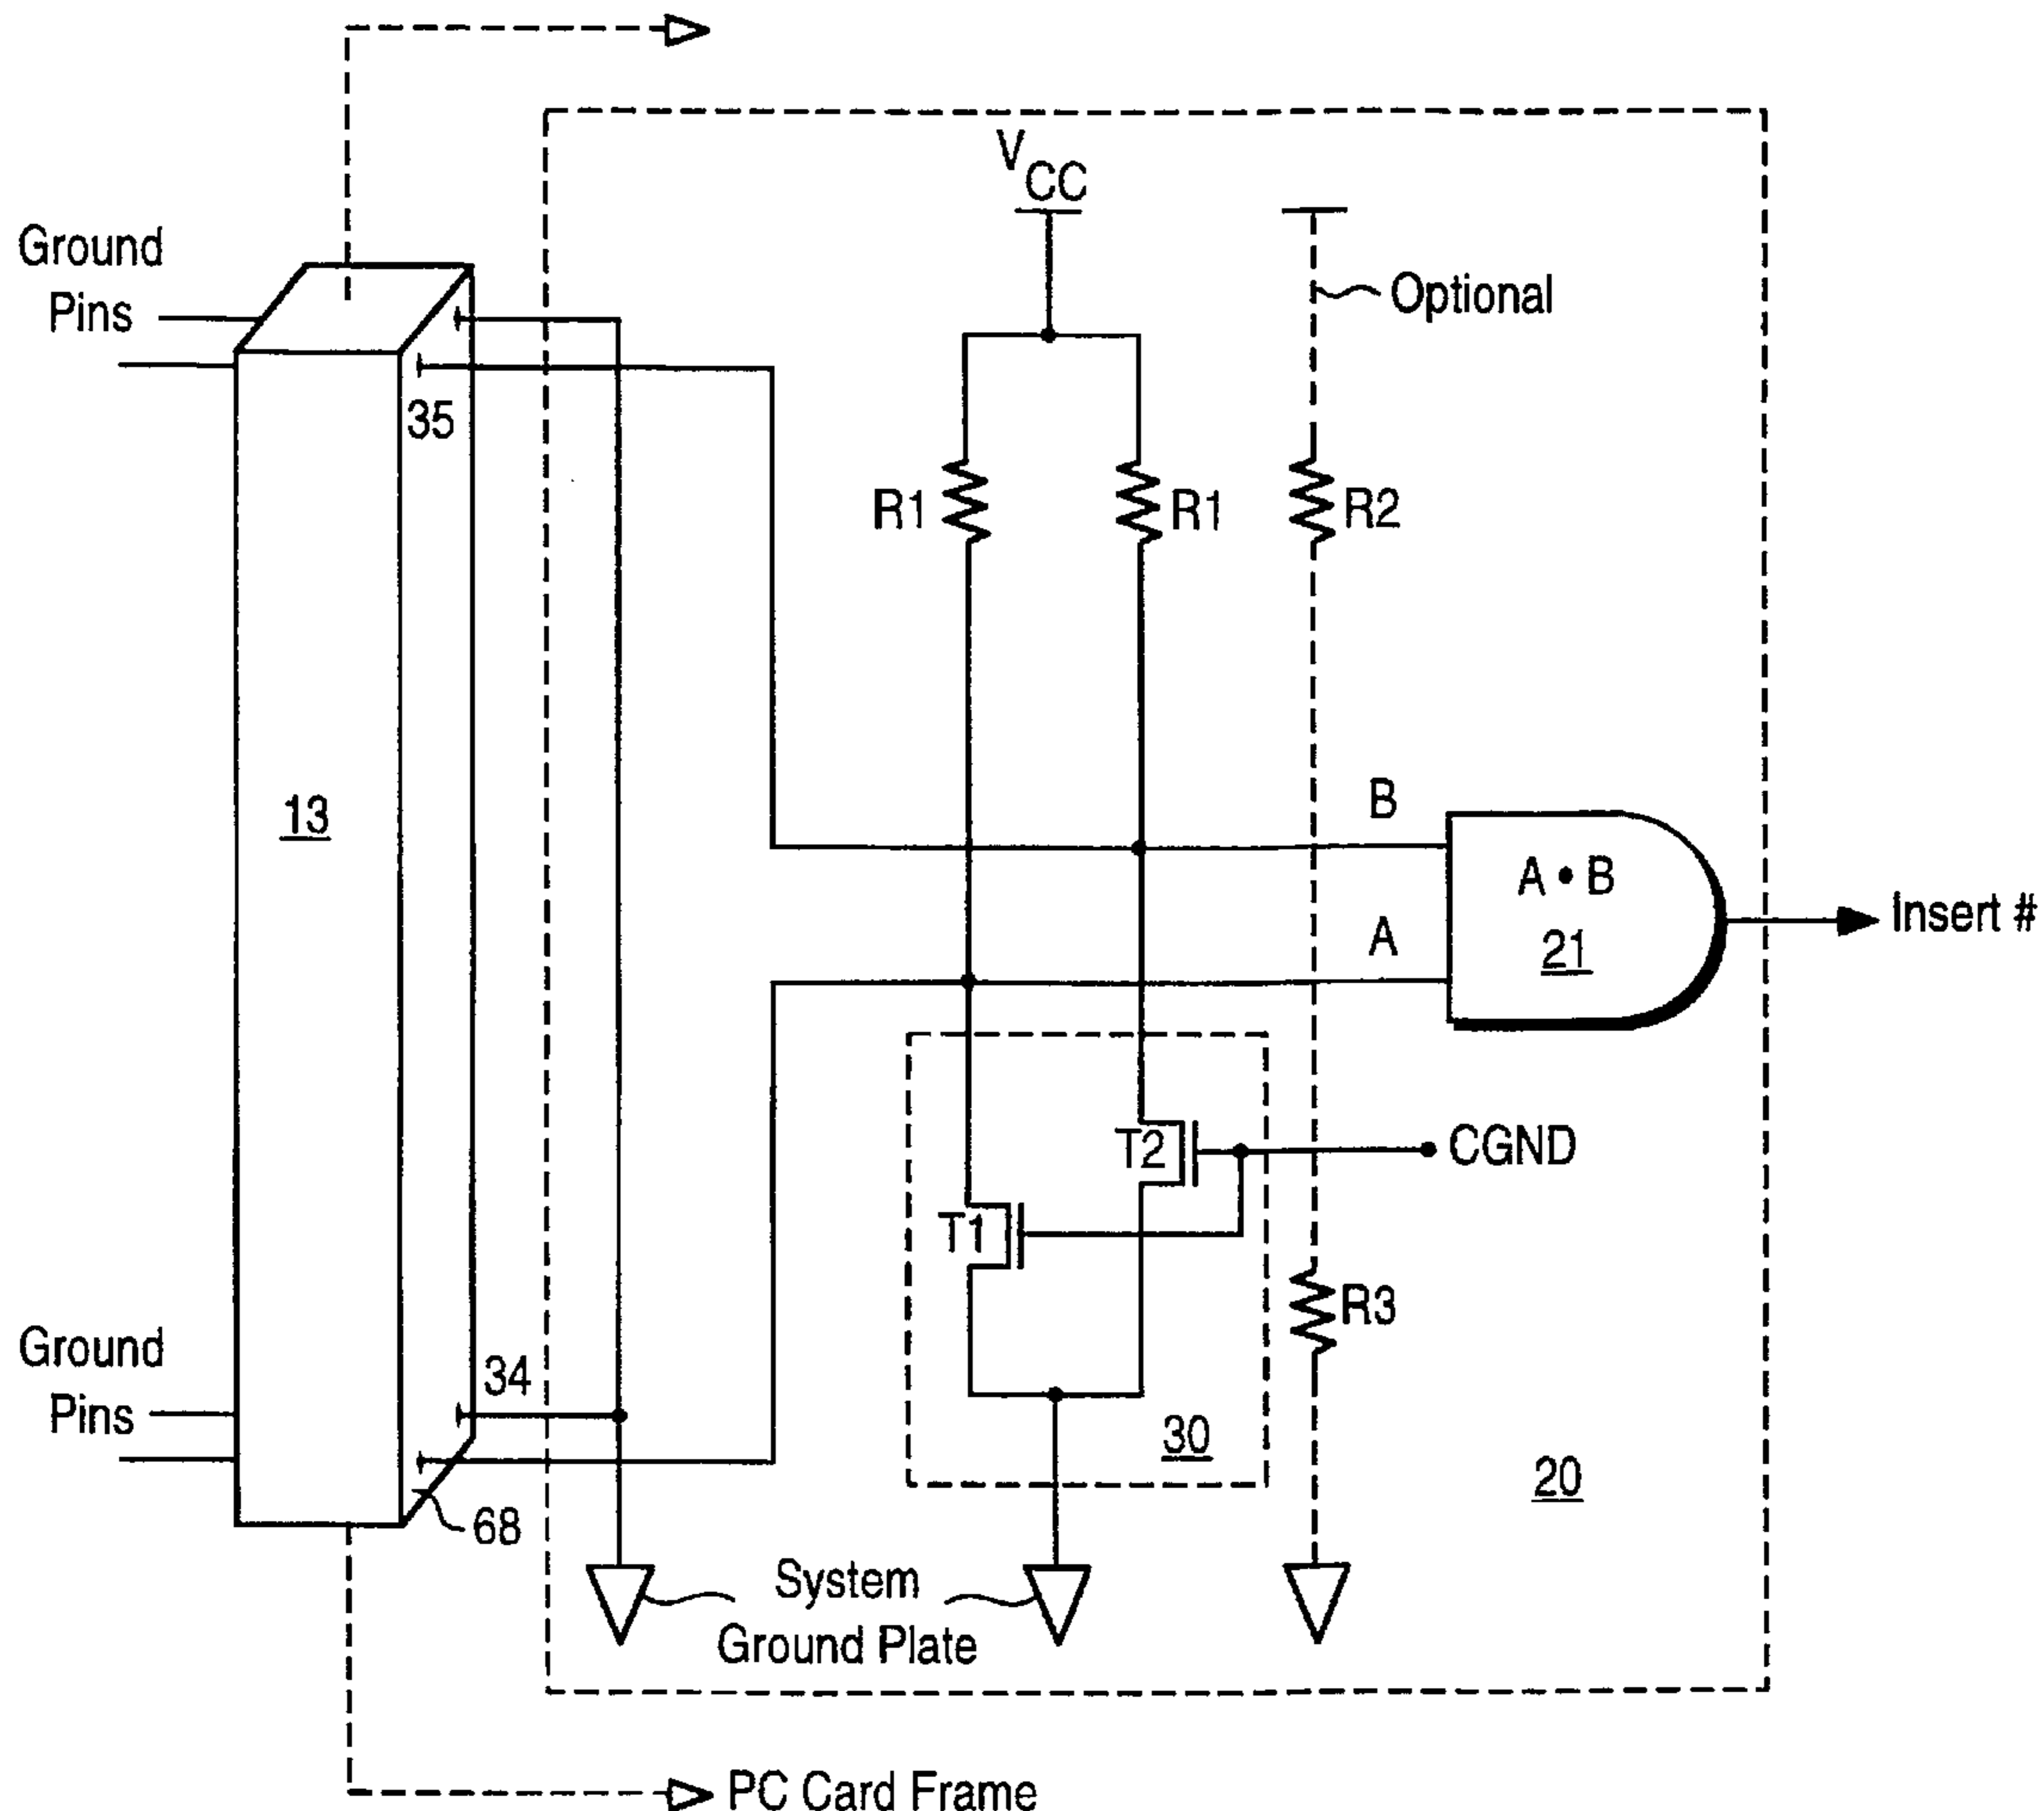 V
CC
Ground
Pins
Optional
35
R1
R1
R2
13
B
A • B
A
21
Insert #
T2
CGND
T1
R3
Ground
Pins
34
30
20
68
System
Ground Plate
PC Card Frame